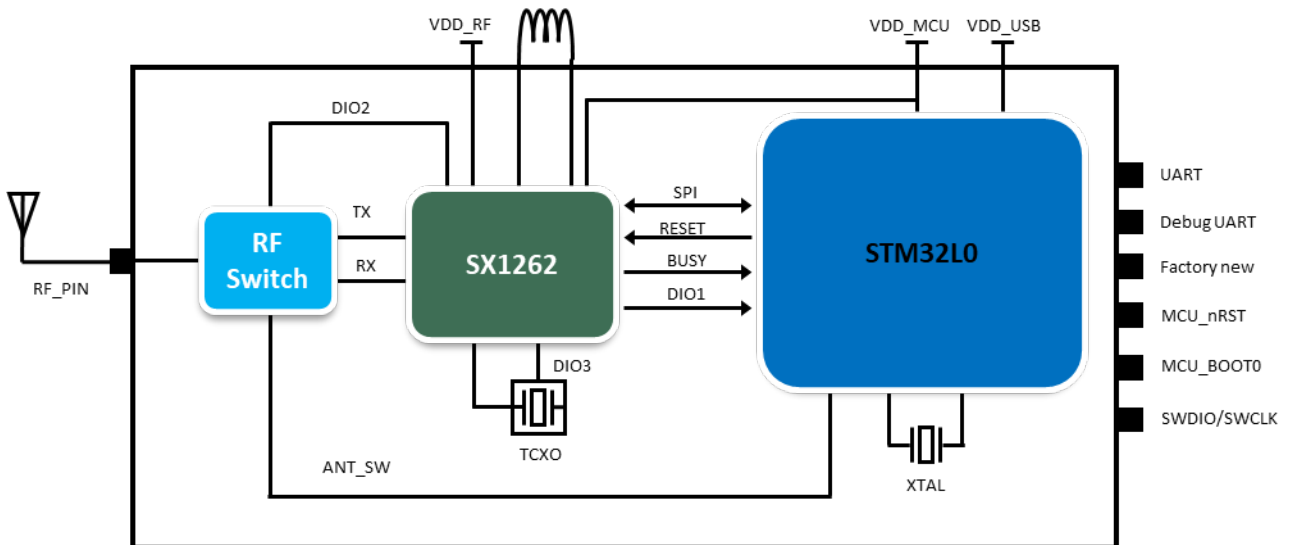 VDD_RF
VDD_MCU
VDD_USB
DIO2
UART
TX
SPI
Debug UART
RESET
RF
Switch
SX1262
STM32L0
RX
BUSY
Factory new
RF_PIN
DIO1
MCU_nRST
DIO3
MCU_BOOT0
SWDIO/SWCLK
TCXO
ANT_SW
XTAL